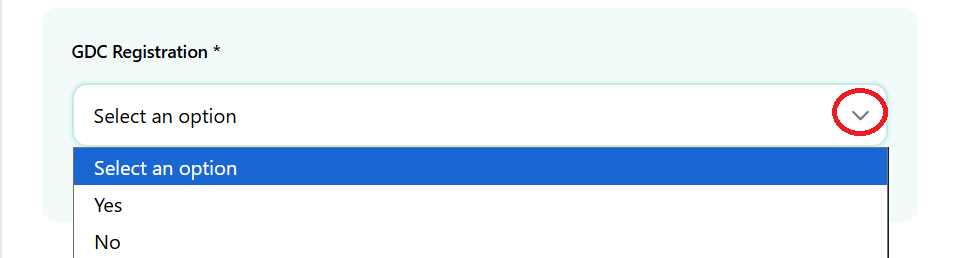 GDC Registration *
Select an option
Select an option
Yes
No